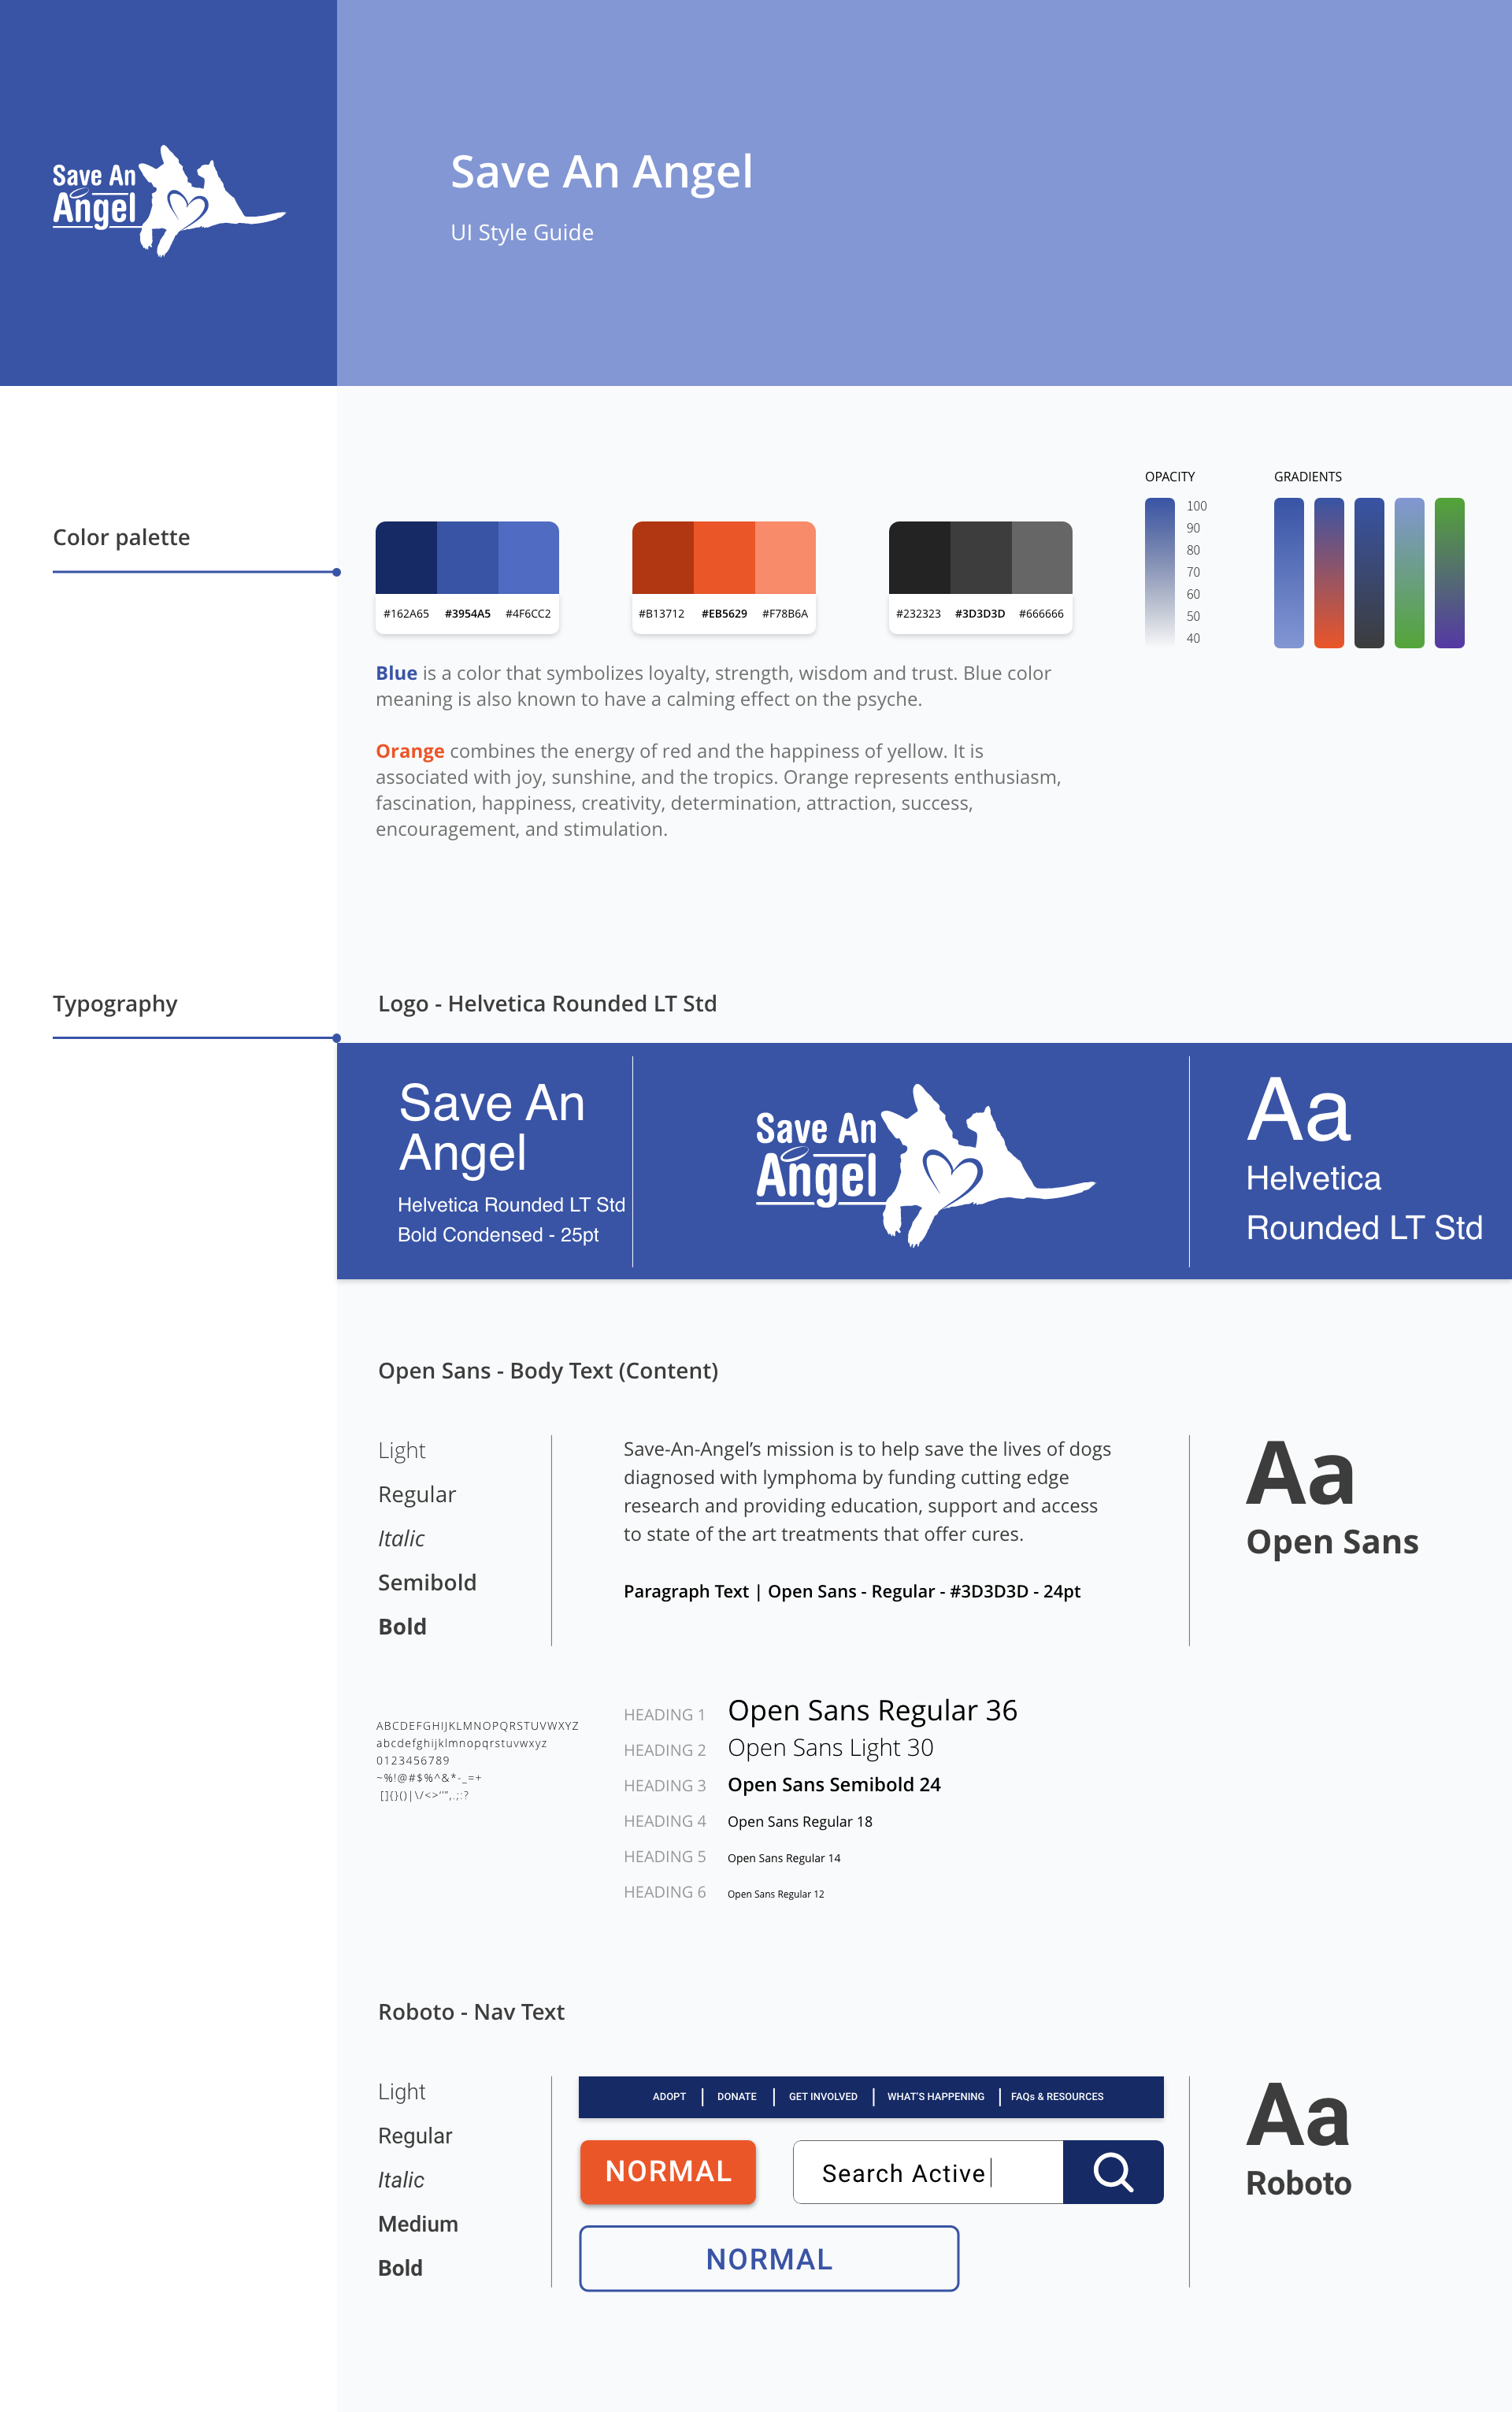 Save An
Angel
Save An Angel
UI Style Guide
Color palette
#162A65 #3954A5 #4F6CC2
#B13712 #EB5629 #F78B6A
#232323 #3D3D3D #666666
OPACITY
100
90
80
70
60
50
40
GRADIENTS
Blue is a color that symbolizes loyalty, strength, wisdom and trust. Blue color
meaning is also known to have a calming effect on the psyche.
Orange combines the energy of red and the happiness of yellow. It is
associated with joy, sunshine, and the tropics. Orange represents enthusiasm,
fascination, happiness, creativity, determination, attraction, success,
encouragement, and stimulation.
Typography
Logo - Helvetica Rounded LT Std
Save An
Angel
Helvetica Rounded LT Std
Bold Condensed - 25pt
Save An
Angel
Aa
Helvetica
Rounded LT Std
Open Sans - Body Text (Content)
Light
Regular
Italic
Semibold
Bold
Save-An-Angel’s mission is to help save the lives of dogs
diagnosed with lymphoma by funding cutting edge
research and providing education, support and access
to state of the art treatments that offer cures.
Paragraph Text | Open Sans - Regular - #3D3D3D - 24pt
Aa
Open Sans
ABCDEFGHIJKLMNOPQRSTUVWXYZ
abcdefghijklmnopqrstuvwxyz
0123456789
~%!@#$%^&*-_=+
[]{}()|\/<>‘’”,.;:?
HEADING 1 Open Sans Regular 36
HEADING 2 Open Sans Light 30
HEADING 3 Open Sans Semibold 24
HEADING 4 Open Sans Regular 18
HEADING 5 Open Sans Regular 14
HEADING 6 Open Sans Regular 12
Roboto - Nav Text
Light
Regular
Italic
Medium
Bold
ADOPT | DONATE | GET INVOLVED | WHAT’S HAPPENING | FAQs & RESOURCES
NORMAL
Search Active
NORMAL
Aa
Roboto